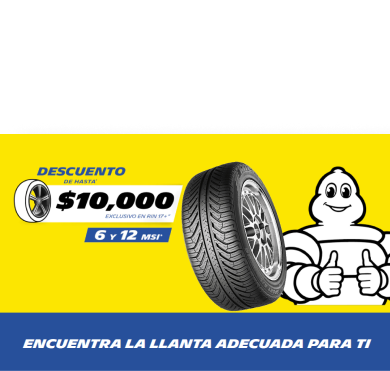 DESCUENTO
DE HASTA*
$10,000
EXCLUSIVO EN RIN 17+*
6 Y 12 MSI*
ENCUENTRA LA LLANTA ADECUADA PARA TI